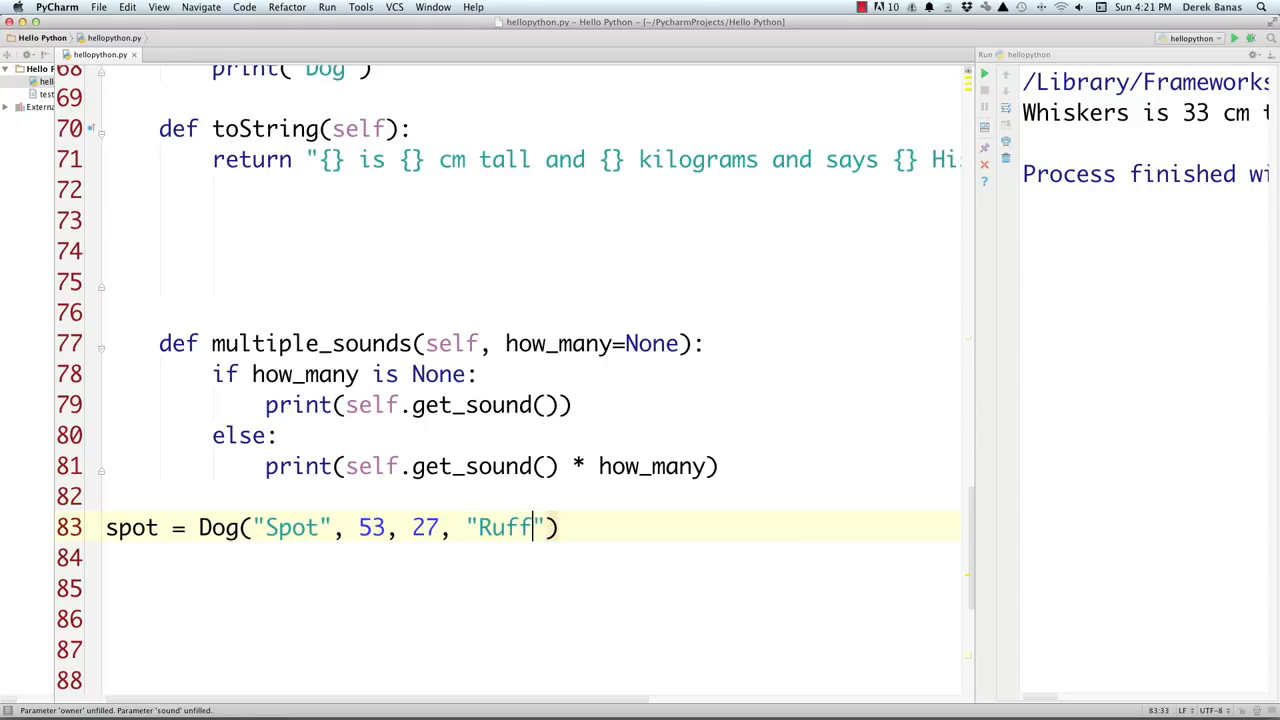 PyCharm File Edit View Navigate Code Refactor Run Tools VCS Window Help 10 Sun 4:21 PM Derek Banas
hellopython.py – Hello Python – [~/PycharmProjects/Hello Python]
Hello Python hellopython.py hellopython
hellopython.py Run hellopython
Hello P
hell
test
Externa
68 print("Dog")
69
70 def toString(self):
71 return "{} is {} cm tall and {} kilograms and says {} Hi
72
73
74
75
76
77 def multiple_sounds(self, how_many=None):
78 if how_many is None:
79 print(self.get_sound())
80 else:
81 print(self.get_sound() * how_many)
82
83 spot = Dog("Spot", 53, 27, "Ruff")
84
85
86
87
88
/Library/Frameworks
Whiskers is 33 cm t
Process finished wi
Parameter 'owner' unfilled. Parameter 'sound' unfilled. 83:33 LF UTF-8